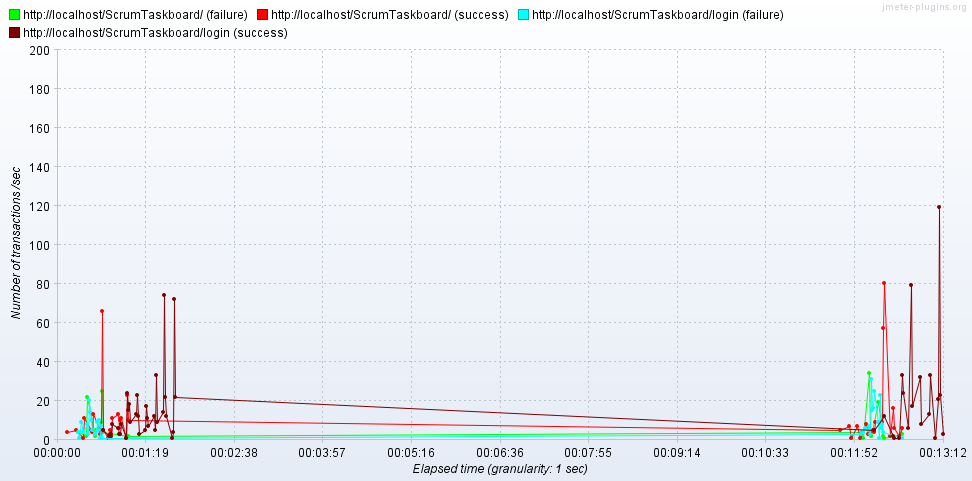 http://localhost/ScrumTaskboard/ (failure) http://localhost/ScrumTaskboard/ (success) http://localhost/ScrumTaskboard/login (failure)
jmeter-plugins.org
http://localhost/ScrumTaskboard/login (success)
200
180
160
140
120
100
80
60
40
20
0
Number of transactions /sec
00:00:00 00:01:19 00:02:38 00:03:57 00:05:16 00:06:36 00:07:55 00:09:14 00:10:33 00:11:52 00:13:12
Elapsed time (granularity: 1 sec)